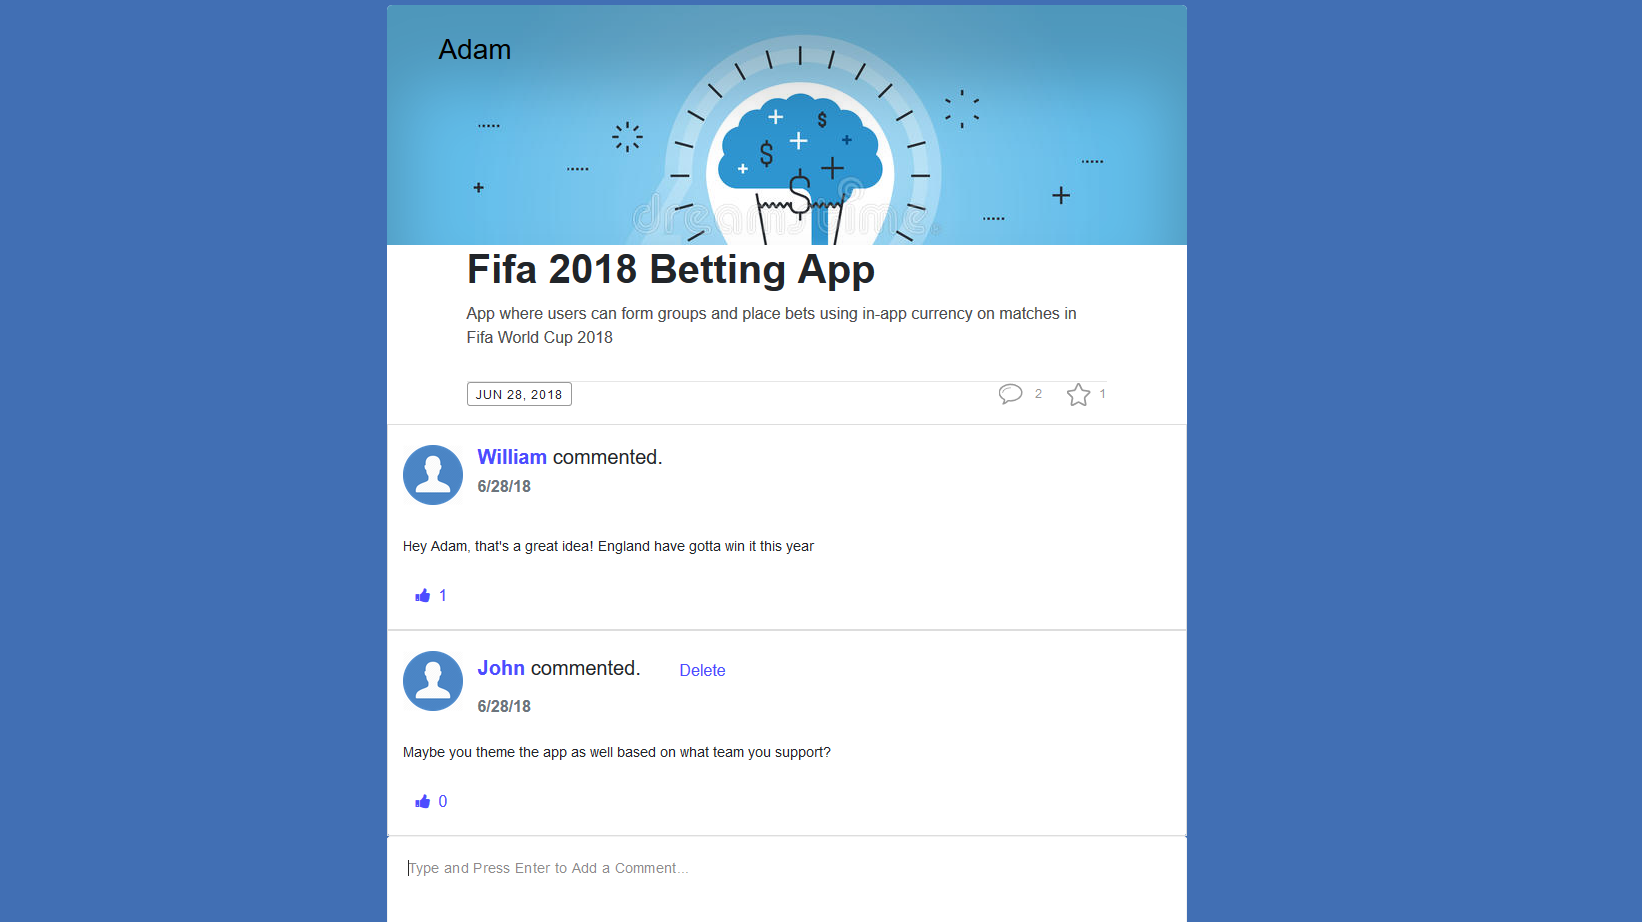 Adam
dreamstime
Fifa 2018 Betting App
App where users can form groups and place bets using in-app currency on matches in
Fifa World Cup 2018
JUN 28, 2018
2
1
William commented.
6/28/18
Hey Adam, that's a great idea! England have gotta win it this year
1
John commented.
Delete
6/28/18
Maybe you theme the app as well based on what team you support?
0
Type and Press Enter to Add a Comment...